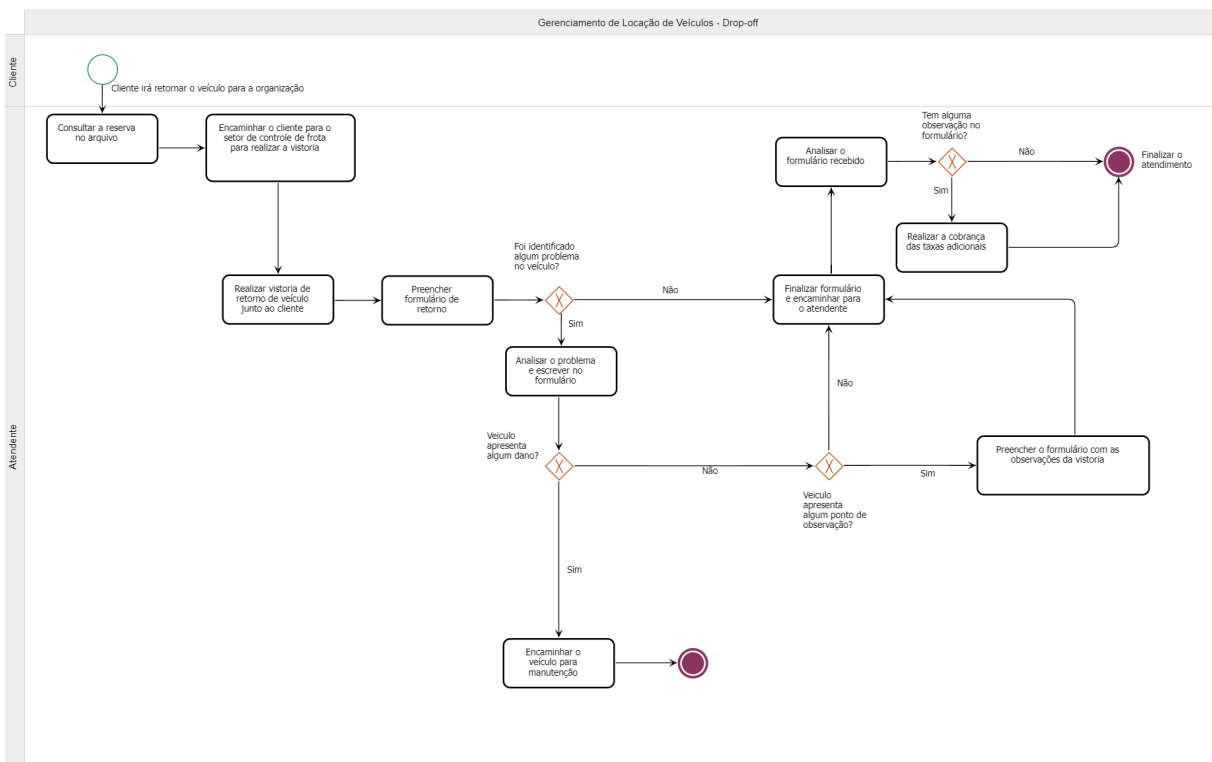 Gerenciamento de Locação de Veículos - Drop-off
Cliente
Cliente irá retornar o veículo para a organização
Atendente
Consultar a reserva
no arquivo
Encaminhar o cliente para o
setor de controle de frota
para realizar a vistoria
Analisar o
formulário recebido
Tem alguma
observação no
formulário?
Não
Finalizar o
atendimento
Sim
Realizar a cobrança
das taxas adicionais
Realizar vistoria de
retorno de veículo
junto ao cliente
Preencher
formulário de
retorno
Foi identificado
algum problema
no veículo?
Não
Finalizar formulário
e encaminhar para
o atendente
Sim
Analisar o problema
e escrever no
formulário
Não
Veiculo
apresenta
algum dano?
Não
Veiculo
apresenta
algum ponto de
observação?
Sim
Preencher o formulário com as
observações da vistoria
Sim
Encaminhar o
veículo para
manutenção